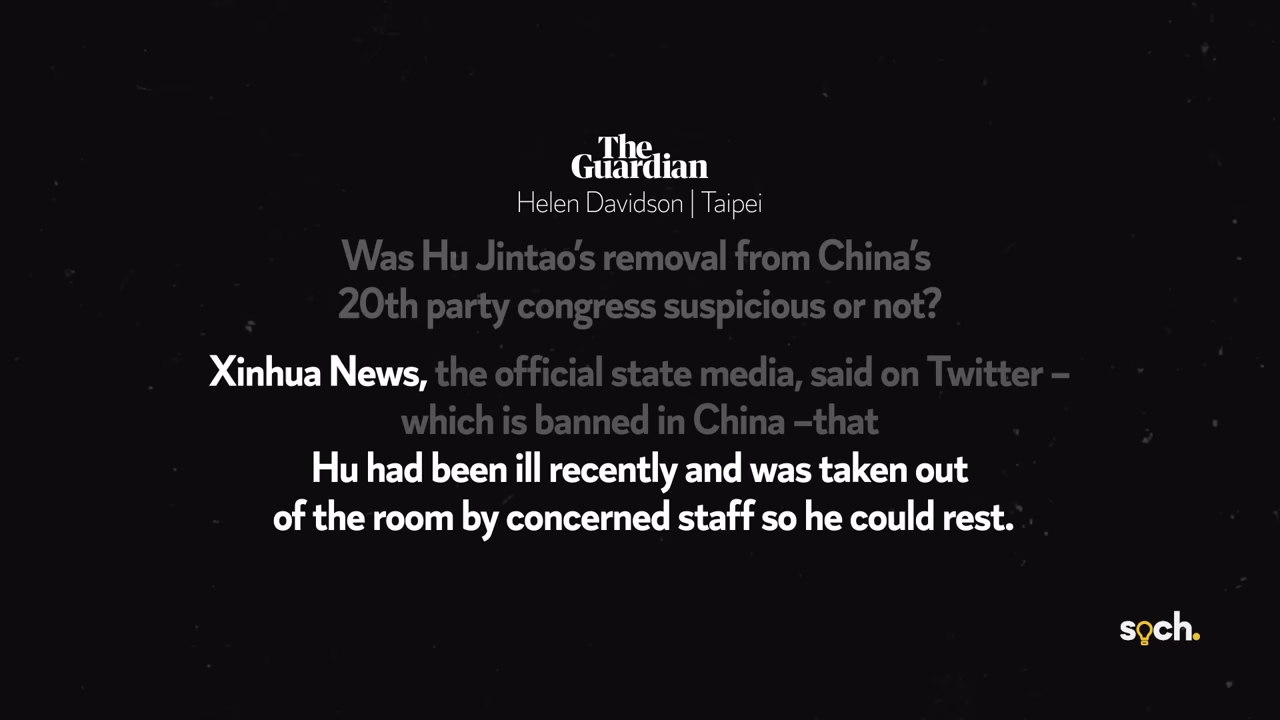 The
Guardian
Helen Davidson | Taipei
Was Hu Jintao's removal from China's
20th party congress suspicious or not?
Xinhua News, the official state media, said on Twitter –
which is banned in China –that
Hu had been ill recently and was taken out
of the room by concerned staff so he could rest.
soch.